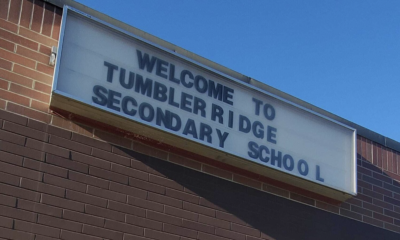 WELCOME TO
TUMBLER RIDGE
SECONDARY SCHOOL